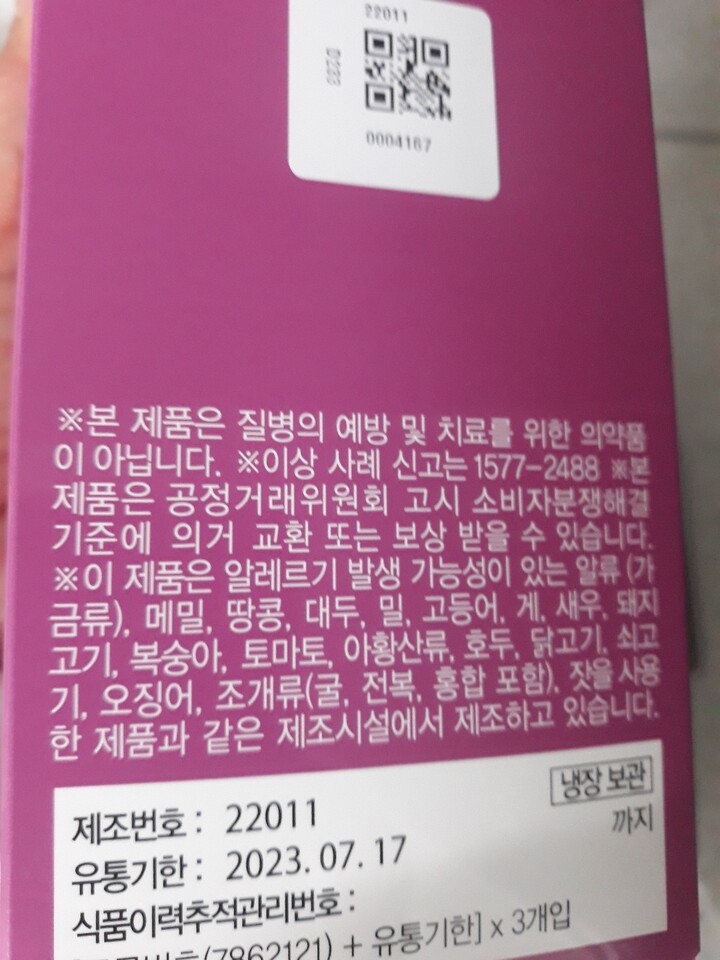 22011
D283
0004167
※본 제품은 질병의 예방 및 치료를 위한 의약품
이 아닙니다. ※이상 사례 신고는 1577-2488 ※본
제품은 공정거래위원회 고시 소비자분쟁해결
기준에 의거 교환 또는 보상 받을 수 있습니다.
※이 제품은 알레르기 발생 가능성이 있는 알류 (가
금류), 메밀, 땅콩, 대두, 밀, 고등어, 게, 새우, 돼지
고기, 복숭아, 토마토, 아황산류, 호두, 닭고기, 쇠고
기, 오징어, 조개류(굴, 전복, 홍합 포함), 잣을 사용
한 제품과 같은 제조시설에서 제조하고 있습니다.
냉장 보관
제조번호 : 22011
까지
유통기한 : 2023. 07. 17
식품이력추적관리번호 :
(7862121) + 유통기한] x 3개입